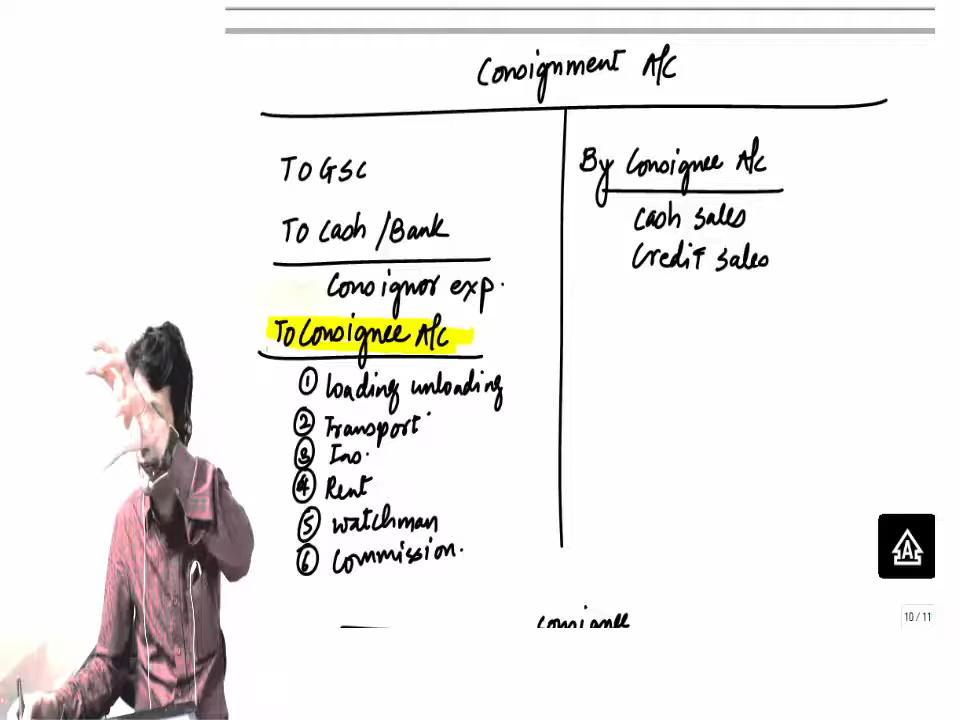 Consignment A/c
To GSC
To Cash / Bank
Consignor exp.
To Consignee A/c
① Loading unloading
② Transport
③ Ins.
④ Rent
⑤ Watchman
⑥ Commission.
By Consignee A/c
Cash sales
Credit sales
Consignee
A
10 / 11